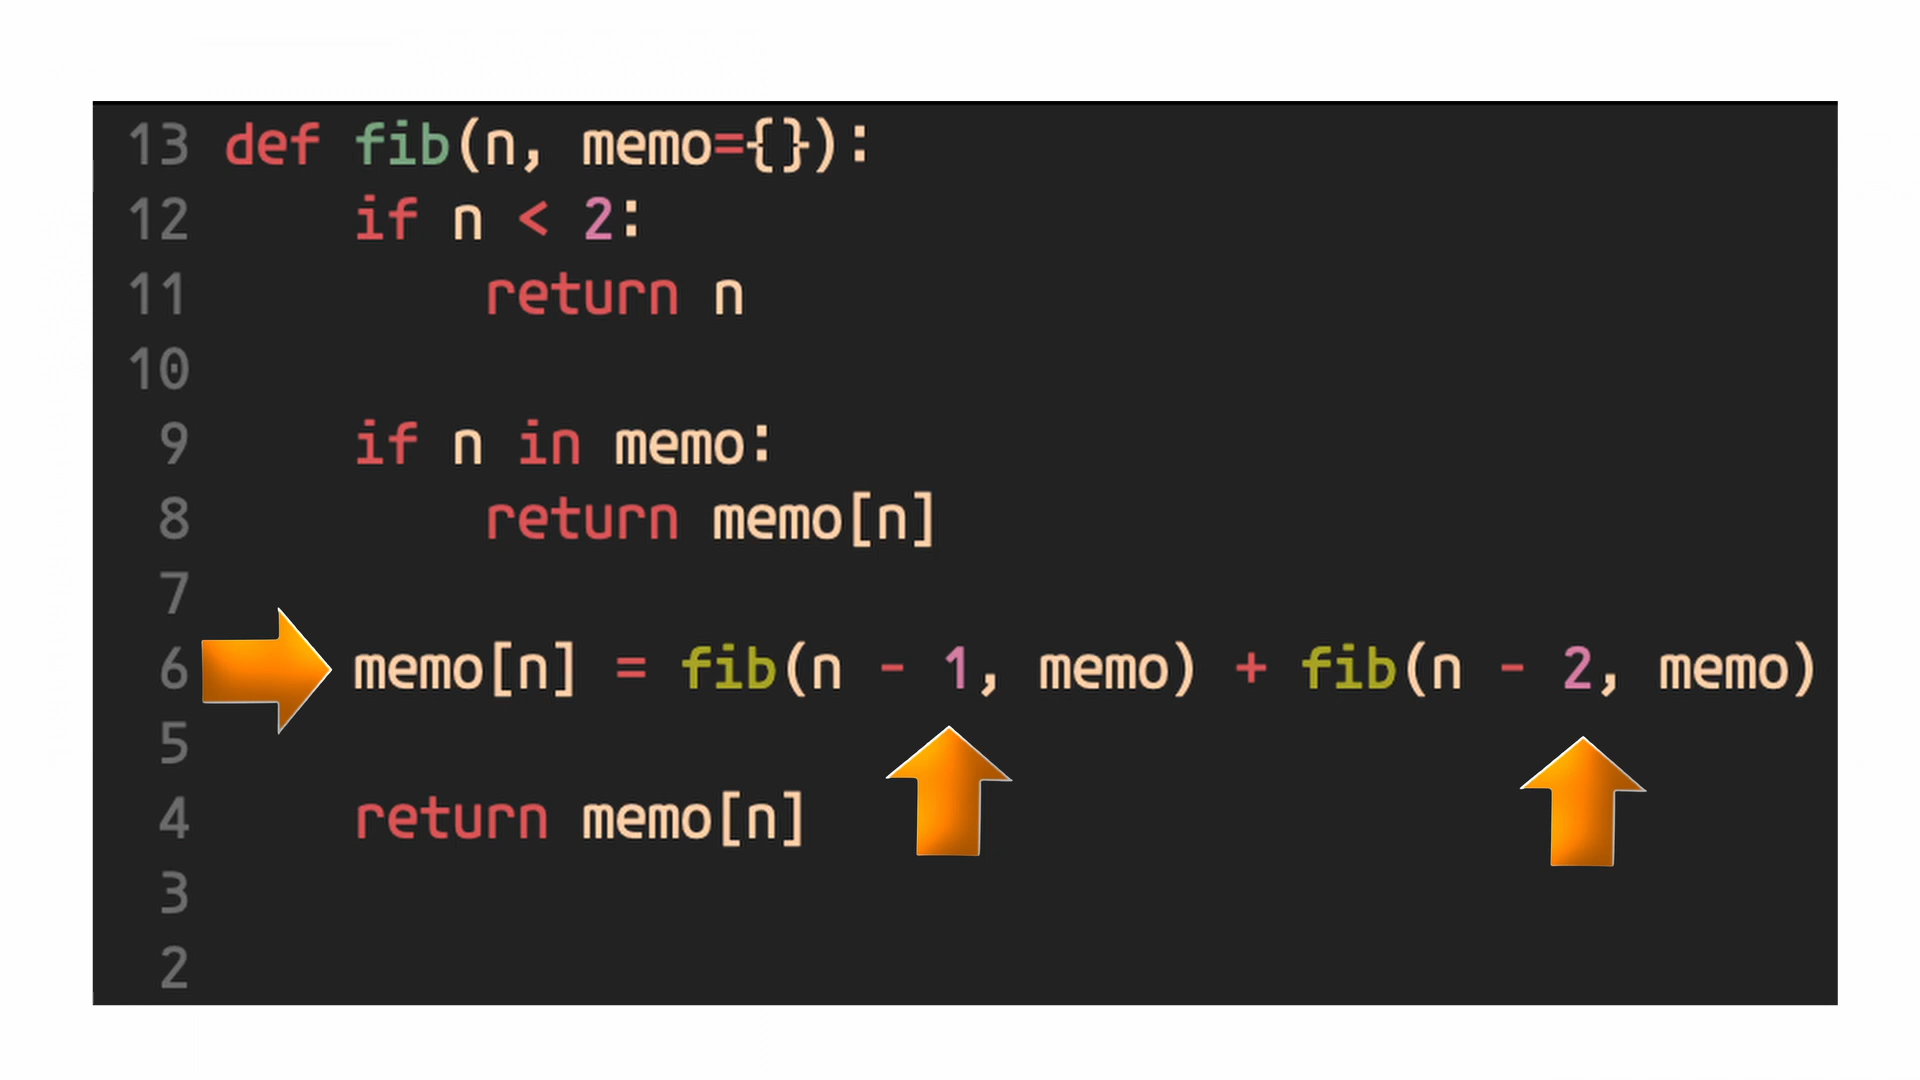 13 def fib(n, memo={}):
12     if n < 2:
11         return n
10
9     if n in memo:
8         return memo[n]
7
6     memo[n] = fib(n - 1, memo) + fib(n - 2, memo)
5
4     return memo[n]
3
2